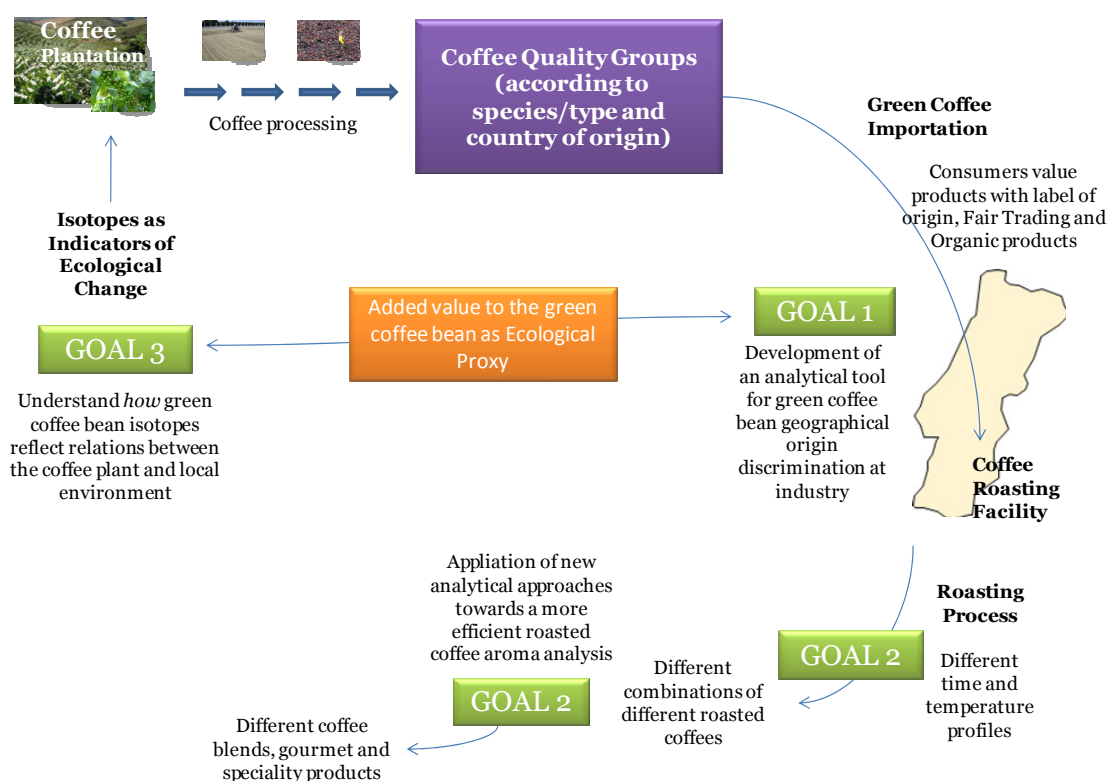 Coffee
Plantation
Coffee processing
Coffee Quality Groups
(according to
species/type and
country of origin)
Green Coffee
Importation
Consumers value
products with label of
origin, Fair Trading and
Organic products
Isotopes as
Indicators of
Ecological
Change
Added value to the green
coffee bean as Ecological
Proxy
GOAL 1
Development of
an analytical tool
for green coffee
bean geographical
origin
discrimination at
industry
GOAL 3
Understand how green
coffee bean isotopes
reflect relations between
the coffee plant and local
environment
Coffee
Roasting
Facility
Appliation of new
analytical approaches
towards a more
efficient roasted
coffee aroma analysis
Roasting
Process
GOAL 2
Different
time and
temperature
profiles
Different
combinations of
different roasted
coffees
GOAL 2
Different coffee
blends, gourmet and
speciality products